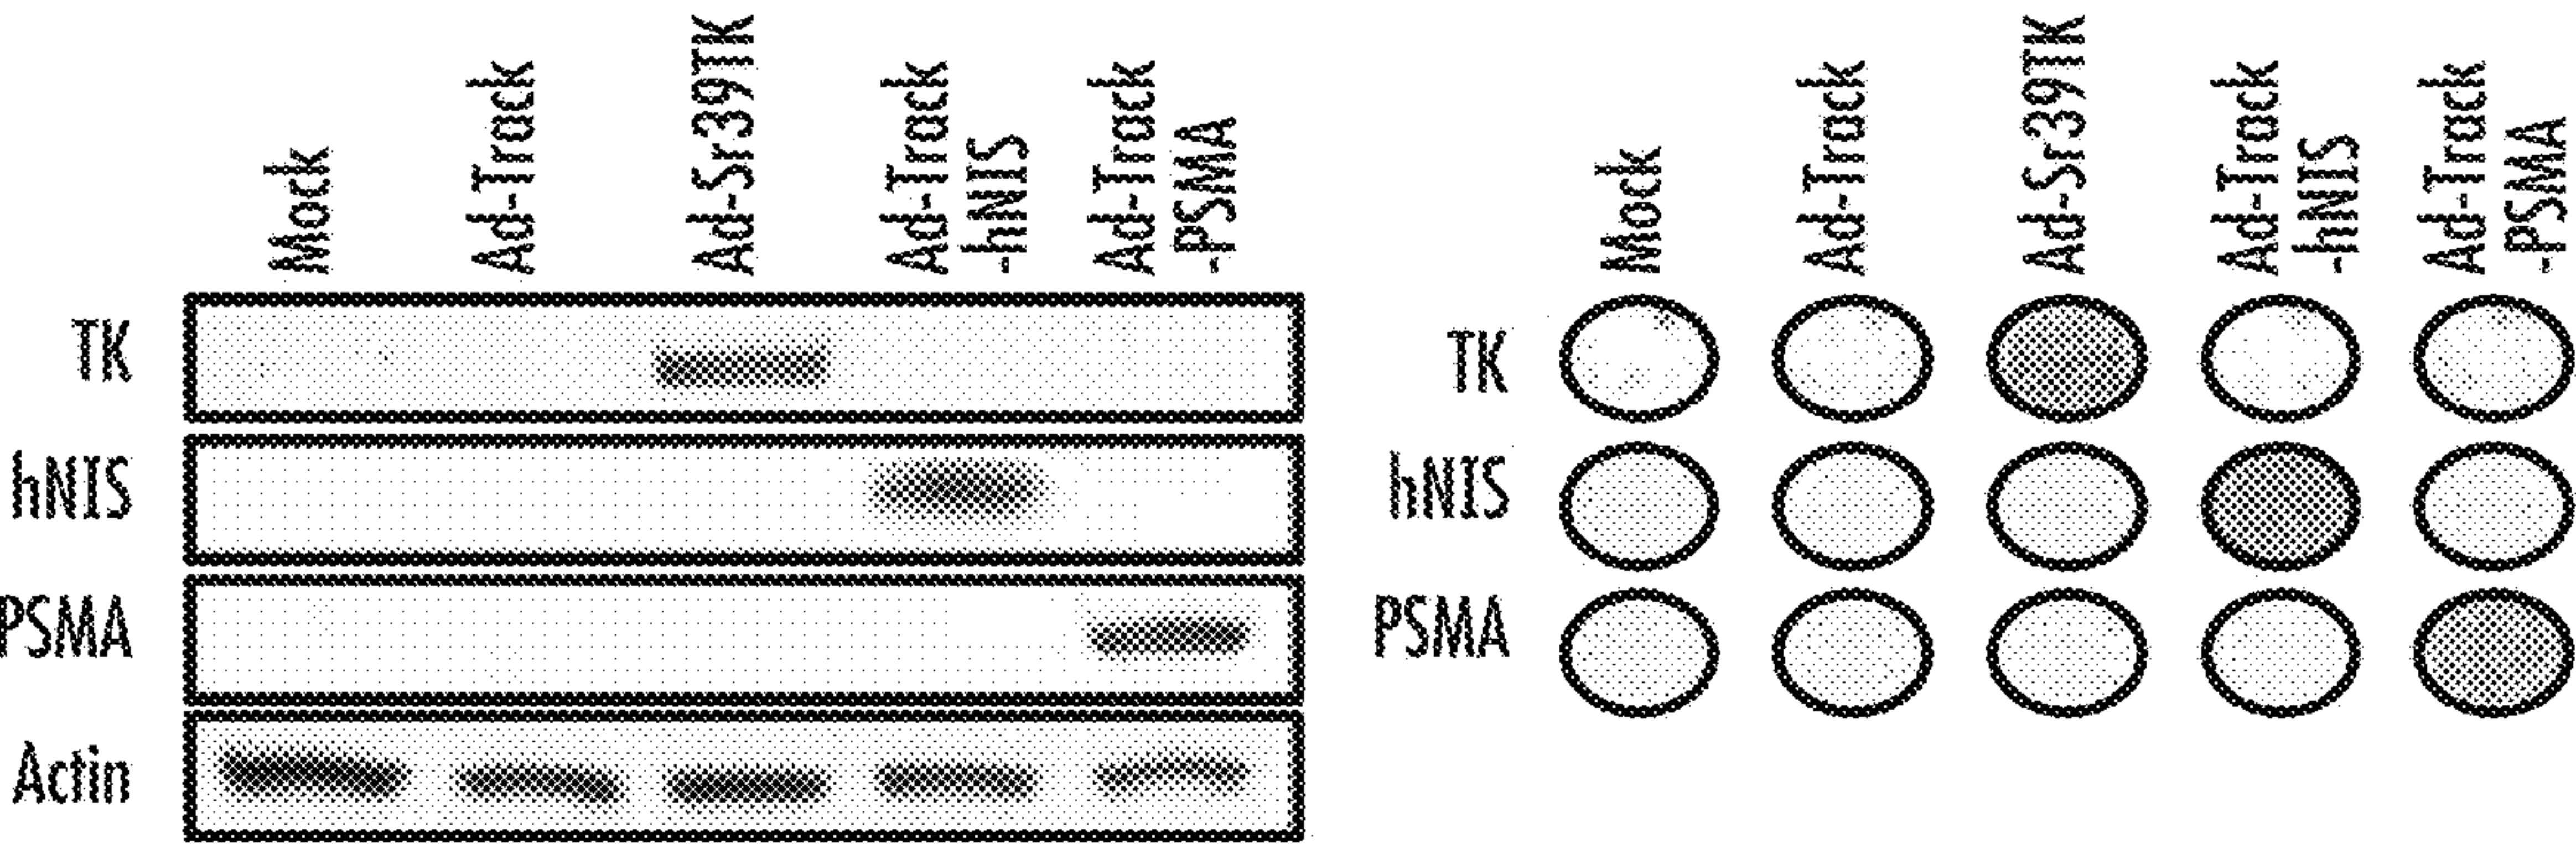 Mock
Ad-Track
Ad-Sr39TK
Ad-Track
-hNIS
Ad-Track
-PSMA
TK
hNIS
PSMA
Actin
Mock
Ad-Track
Ad-Sr39TK
Ad-Track
-hNIS
Ad-Track
-PSMA
TK
hNIS
PSMA